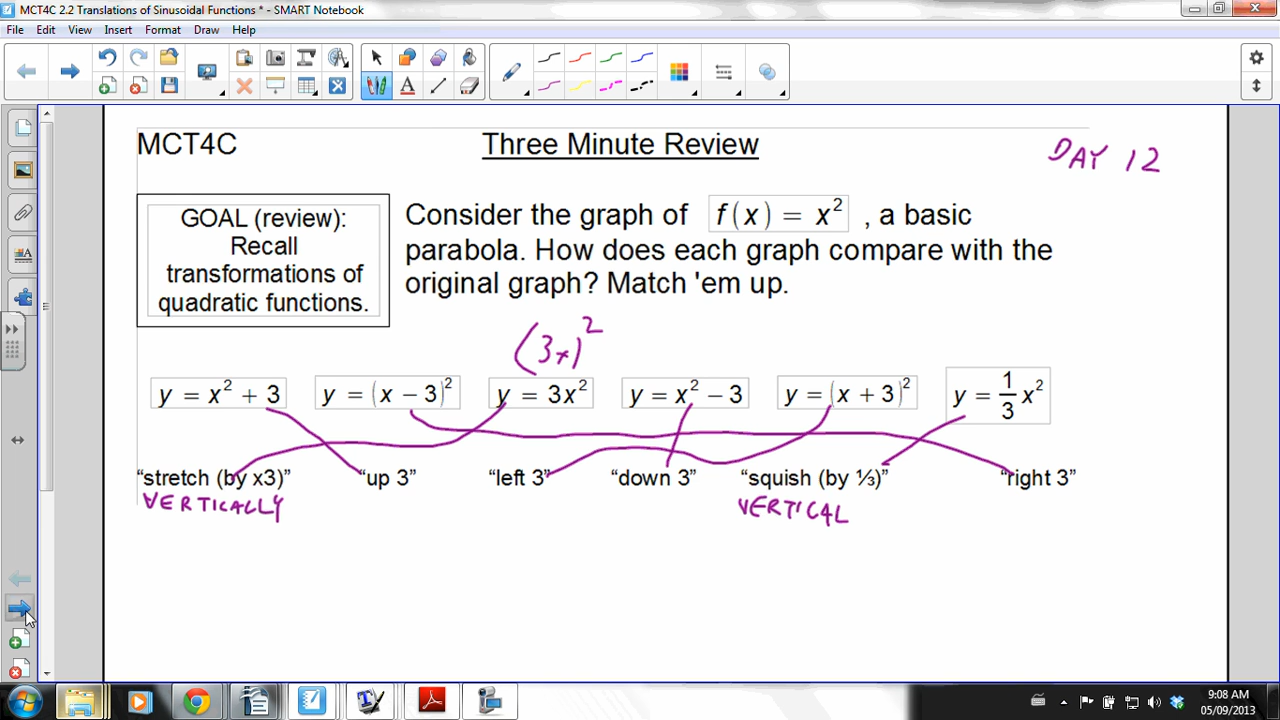 MCT4C 2.2 Translations of Sinusoidal Functions * - SMART Notebook
File Edit View Insert Format Draw Help
MCT4C Three Minute Review DAY 12
GOAL (review):
Recall
transformations of
quadratic functions.
Consider the graph of f(x) = x² , a basic
parabola. How does each graph compare with the
original graph? Match 'em up.
(3x)²
y = x² + 3 y = (x − 3)² y = 3x² y = x² − 3 y = (x + 3)² y = 1/3 x²
“stretch (by x3)” “up 3” “left 3” “down 3” “squish (by ⅓)” “right 3”
VERTICALLY VERTICAL
9:08 AM
05/09/2013